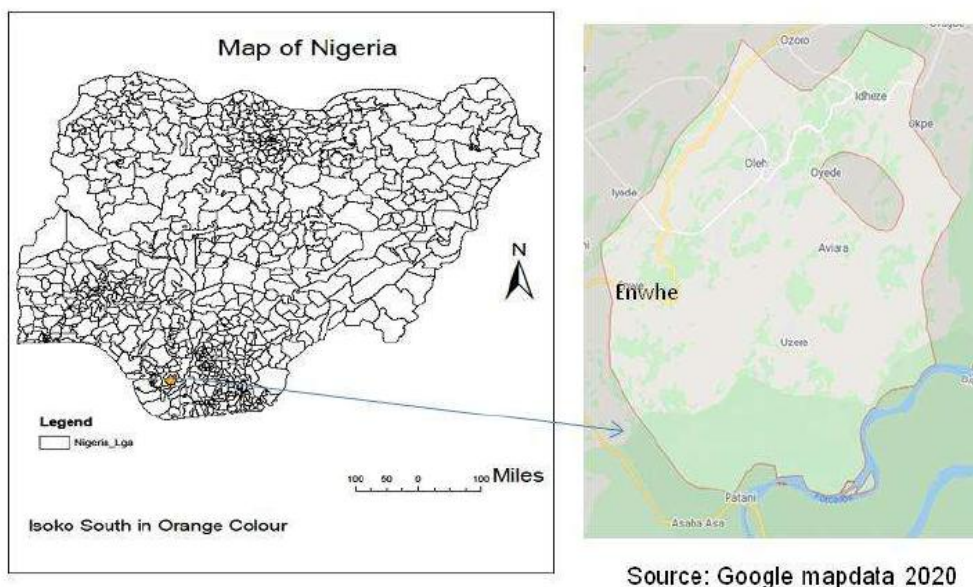 Map of Nigeria
N
Legend
Nigeria_Lga
100 50 0 100 Miles
Isoko South in Orange Colour
Ozoro
Idheze
Ukpe
Oleh
Oyede
Iyede
Aviara
Enwhe
Uzere
Patani
Forcados
Asaba Asa
Source: Google mapdata 2020